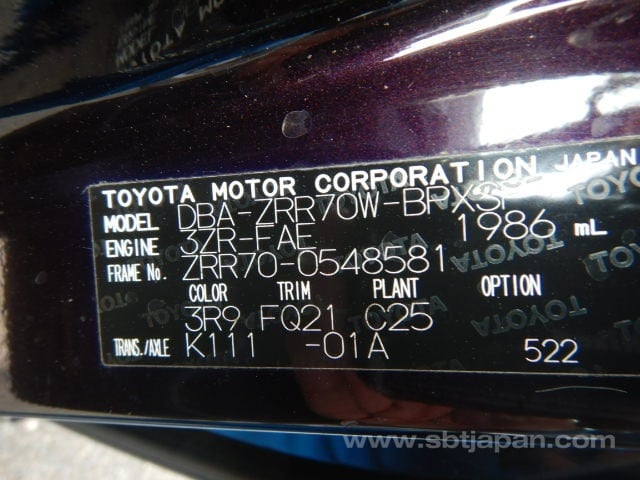 TOYOTA MOTOR CORPORATION JAPAN
MODEL DBA-ZRR70W-BRXSP
ENGINE 3ZR-FAE 1986 mL
FRAME No. ZRR70-0548581
COLOR TRIM PLANT OPTION
3R9 FQ21 C25
TRANS./AXLE K111 -01A 522
www.sbtjapan.com